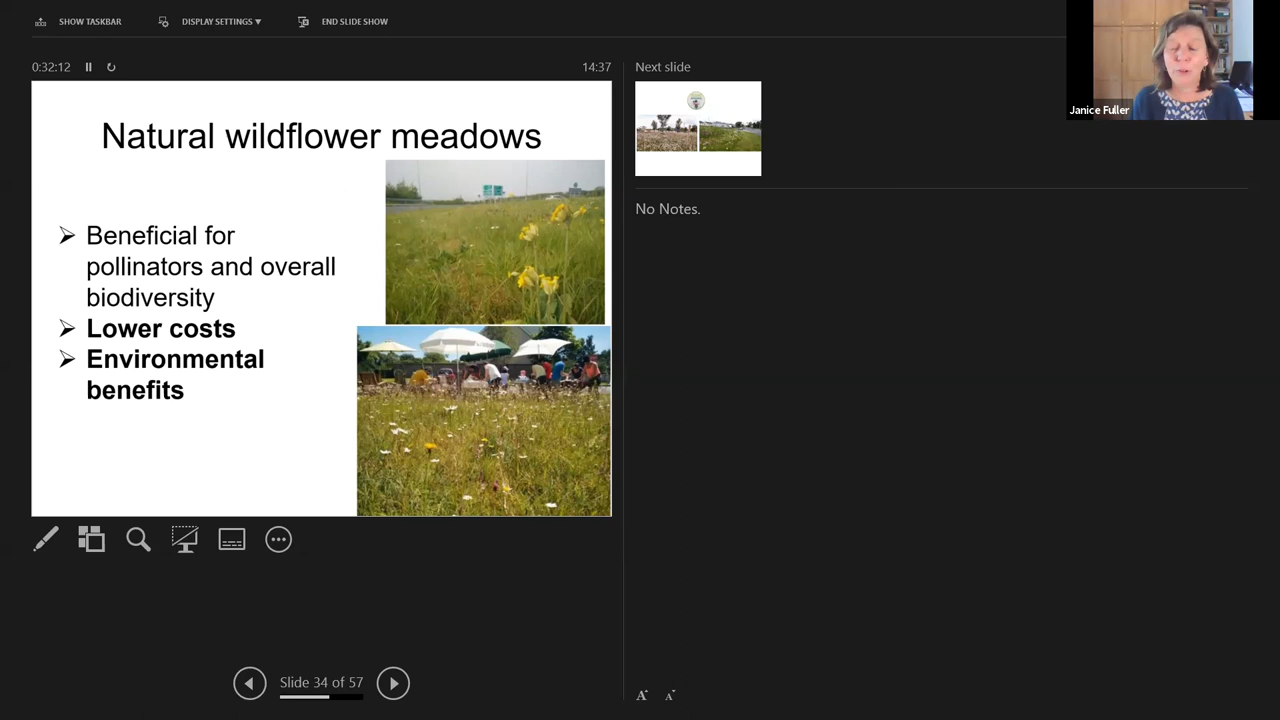 SHOW TASKBAR
DISPLAY SETTINGS ▼
END SLIDE SHOW
0:32:12
14:37
Natural wildflower meadows
Beneficial for
pollinators and overall
biodiversity
Lower costs
Environmental
benefits
Slide 34 of 57
Next slide
No Notes.
A A
Janice Fuller